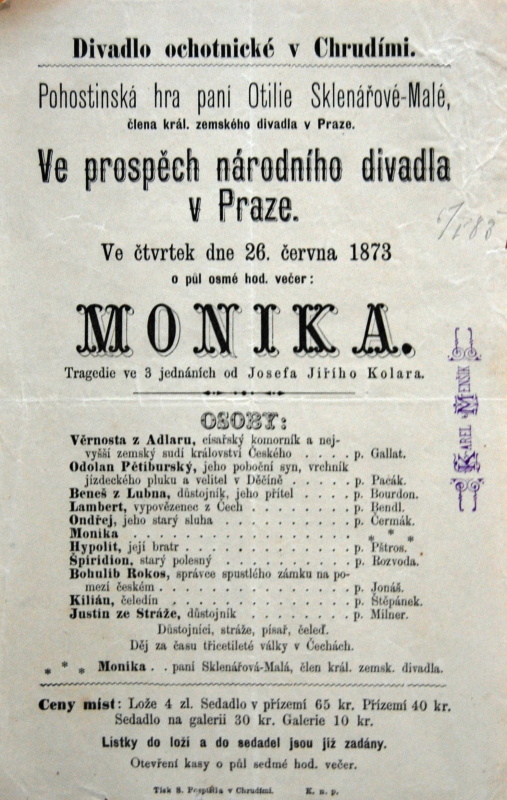 Divadlo ochotnické v Chrudími.
Pohostinská hra paní Otilie Sklenářové-Malé,
člena král. zemského divadla v Praze.
Ve prospěch národního divadla
v Praze.
Ve čtvrtek dne 26. června 1873
o půl osmé hod. večer:
MONIKA.
Tragedie ve 3 jednáních od Josefa Jiřího Kolara.
OSOBY:
Věrnosta z Adlaru, císařský komorník a nej-
vyšší zemský sudí království Českého . . . . p. Gallat.
Odolan Pětiburský, jeho poboční syn, vrchník
jízdeckého pluku a velitel v Děčíně . . . . . p. Pacák.
Beneš z Lubna, důstojník, jeho přítel . . . . . p. Bourdon.
Lambert, vypovězenec z Čech . . . . . . . . . p. Bendl.
Ondřej, jeho starý sluha . . . . . . . . . . p. Čermák.
Monika . . . . . . . . . . . . . . . . . * * *
Hypolit, její bratr . . . . . . . . . . . . . p. Pštros.
Špiridion, starý polesný . . . . . . . . . . p. Rozvoda.
Bohulib Rokos, správce spustlého zámku na po-
mezí českém . . . . . . . . . . . . . . p. Jonáš.
Kilián, čeledín . . . . . . . . . . . . . . p. Štěpánek.
Justin ze Stráže, důstojník . . . . . . . . . p. Milner.
Důstojníci, stráže, písař, čeleď.
Děj za času třicetileté války v Čechách.
* * * Monika . . paní Sklenářová-Malá, člen král. zemsk. divadla.
Ceny míst: Lože 4 zl. Sedadlo v přízemí 65 kr. Přízemí 40 kr.
Sedadlo na galerii 30 kr. Galerie 10 kr.
Lístky do loží a do sedadel jsou již zadány.
Otevření kasy o půl sedmé hod. večer.
Tisk S. Pospíšila v Chrudími. K. n. p.
KAREL MENŠÍK